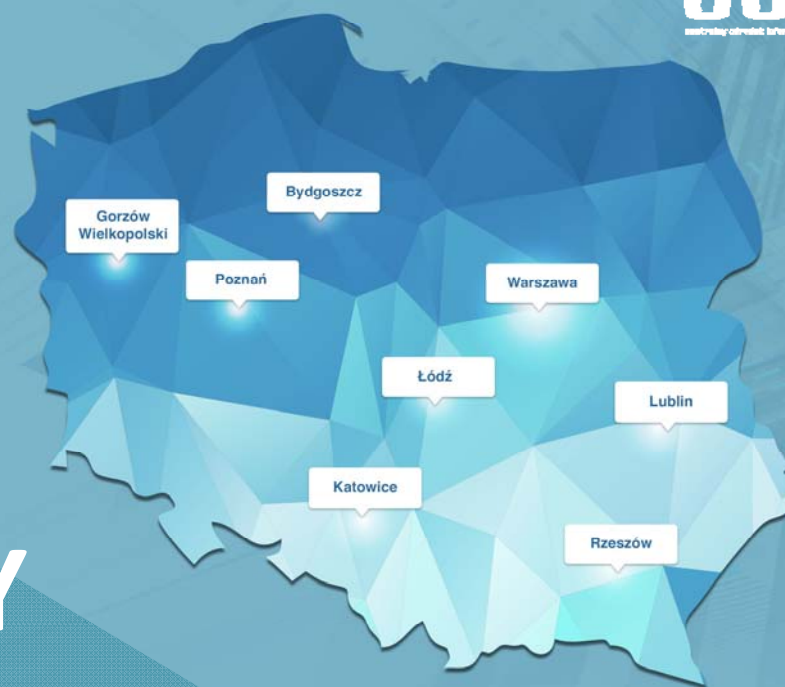 Bydgoszcz
Gorzów
Wielkopolski
Poznań
Warszawa
Łódź
Lublin
Katowice
Rzeszów
Y